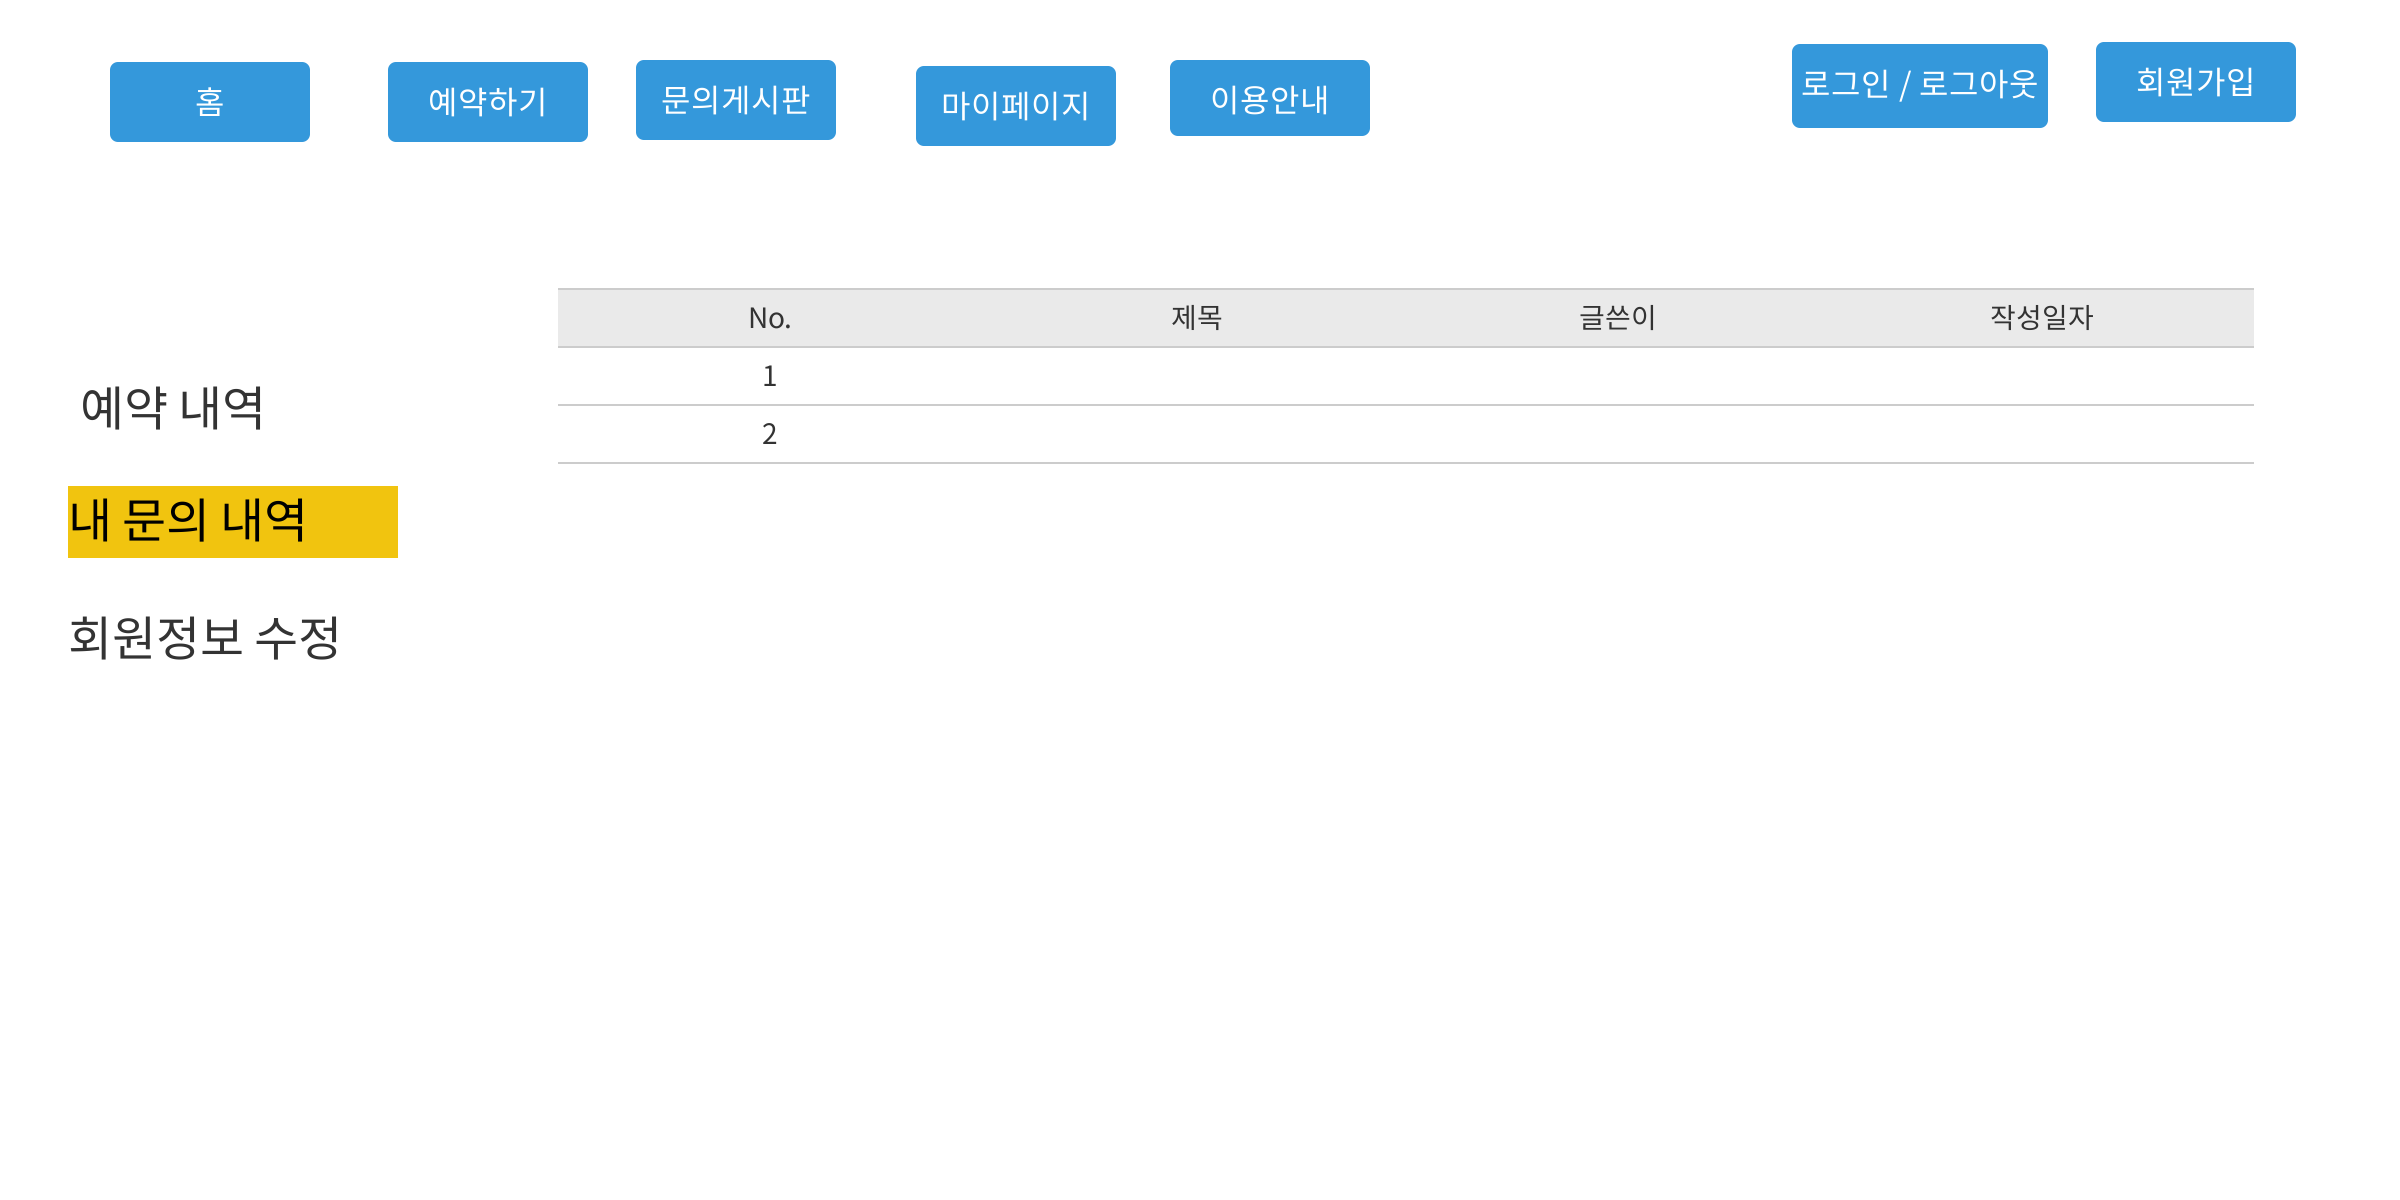 홈
예약하기
문의게시판
마이페이지
이용안내
로그인 / 로그아웃
회원가입
No. 제목 글쓴이 작성일자
1
2
예약 내역
내 문의 내역
회원정보 수정